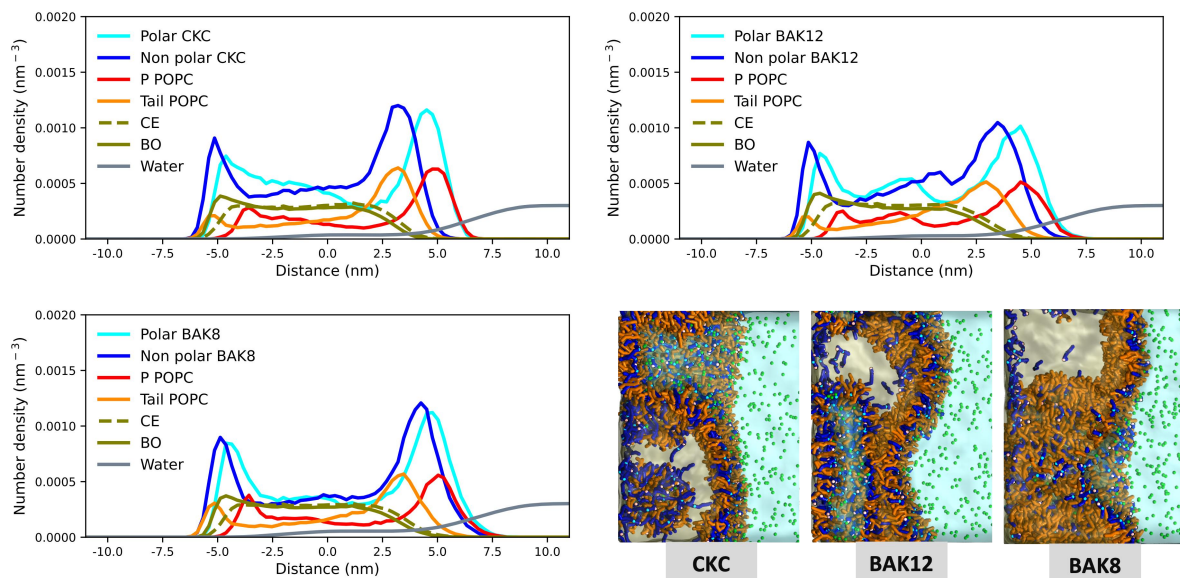 0.0020
0.0015
0.0010
0.0005
0.0000
Number density (nm⁻³)
Polar CKC
Non polar CKC
P POPC
Tail POPC
CE
BO
Water
-10.0 -7.5 -5.0 -2.5 0.0 2.5 5.0 7.5 10.0
Distance (nm)
0.0020
0.0015
0.0010
0.0005
0.0000
Number density (nm⁻³)
Polar BAK12
Non polar BAK12
P POPC
Tail POPC
CE
BO
Water
-10.0 -7.5 -5.0 -2.5 0.0 2.5 5.0 7.5 10.0
Distance (nm)
0.0020
0.0015
0.0010
0.0005
0.0000
Number density (nm⁻³)
Polar BAK8
Non polar BAK8
P POPC
Tail POPC
CE
BO
Water
-10.0 -7.5 -5.0 -2.5 0.0 2.5 5.0 7.5 10.0
Distance (nm)
CKC BAK12 BAK8